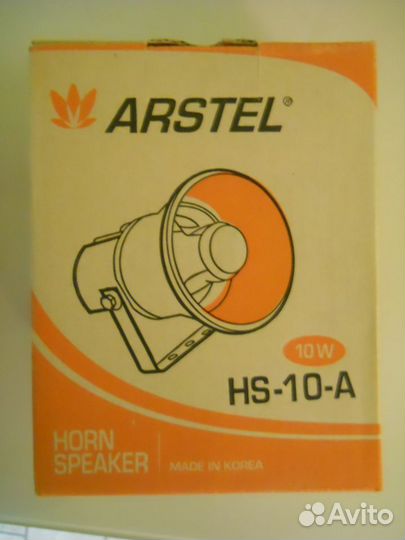 ARSTEL®
10W
HS-10-A
HORN
SPEAKER
MADE IN KOREA
Avito